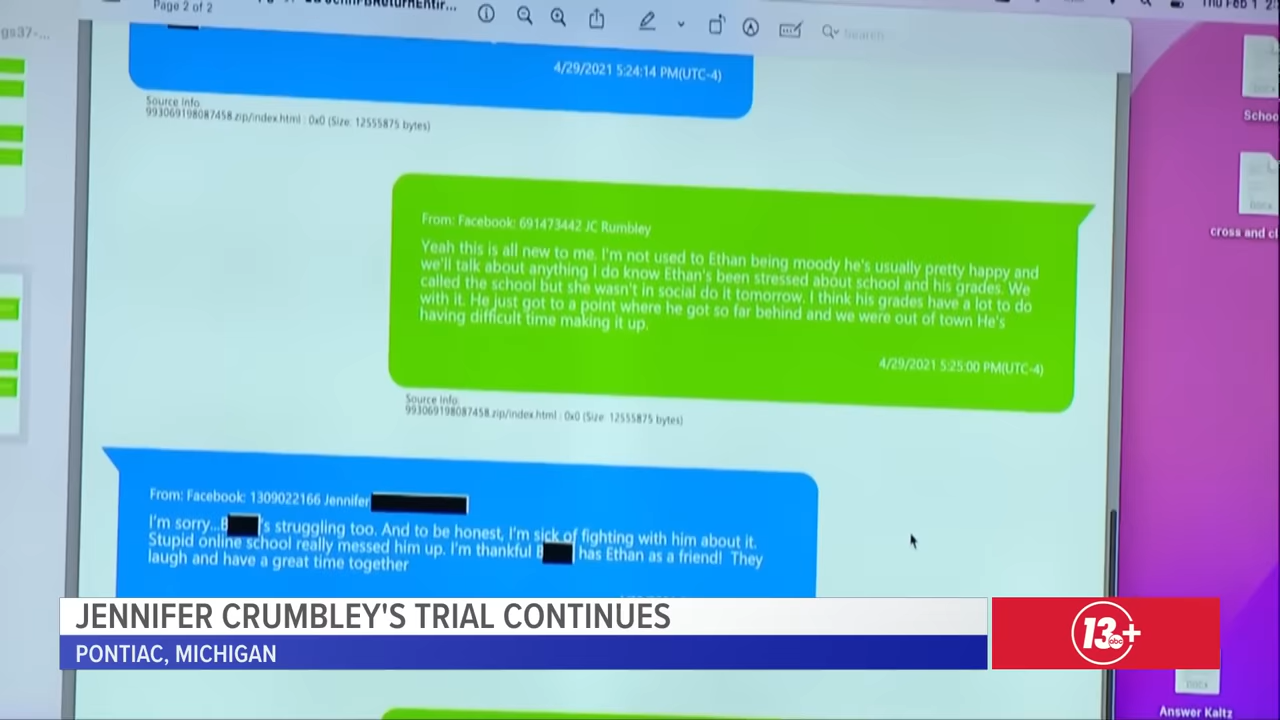 Page 2 of 2
Thu Feb 1
gs37-...
Search
4/29/2021 5:24:14 PM(UTC-4)
Source Info:
993069198087458.zip/index.html : 0x0 (Size: 12555875 bytes)
From: Facebook: 691473442 JC Rumbley
Yeah this is all new to me. I'm not used to Ethan being moody he's usually pretty happy and
we'll talk about anything I do know Ethan's been stressed about school and his grades. We
called the school but she wasn't in social do it tomorrow. I think his grades have a lot to do
with it. He just got to a point where he got so far behind and we were out of town He's
having difficult time making it up.
4/29/2021 5:25:00 PM(UTC-4)
Source Info:
993069198087458.zip/index.html : 0x0 (Size: 12555875 bytes)
From: Facebook: 1309022166 Jennifer
I'm sorry...B 's struggling too. And to be honest, I'm sick of fighting with him about it.
Stupid online school really messed him up. I'm thankful B has Ethan as a friend! They
laugh and have a great time together
Schoo
DOCX
cross and cl
DOCX
Answer Kaltz
JENNIFER CRUMBLEY'S TRIAL CONTINUES
PONTIAC, MICHIGAN
13+
abc